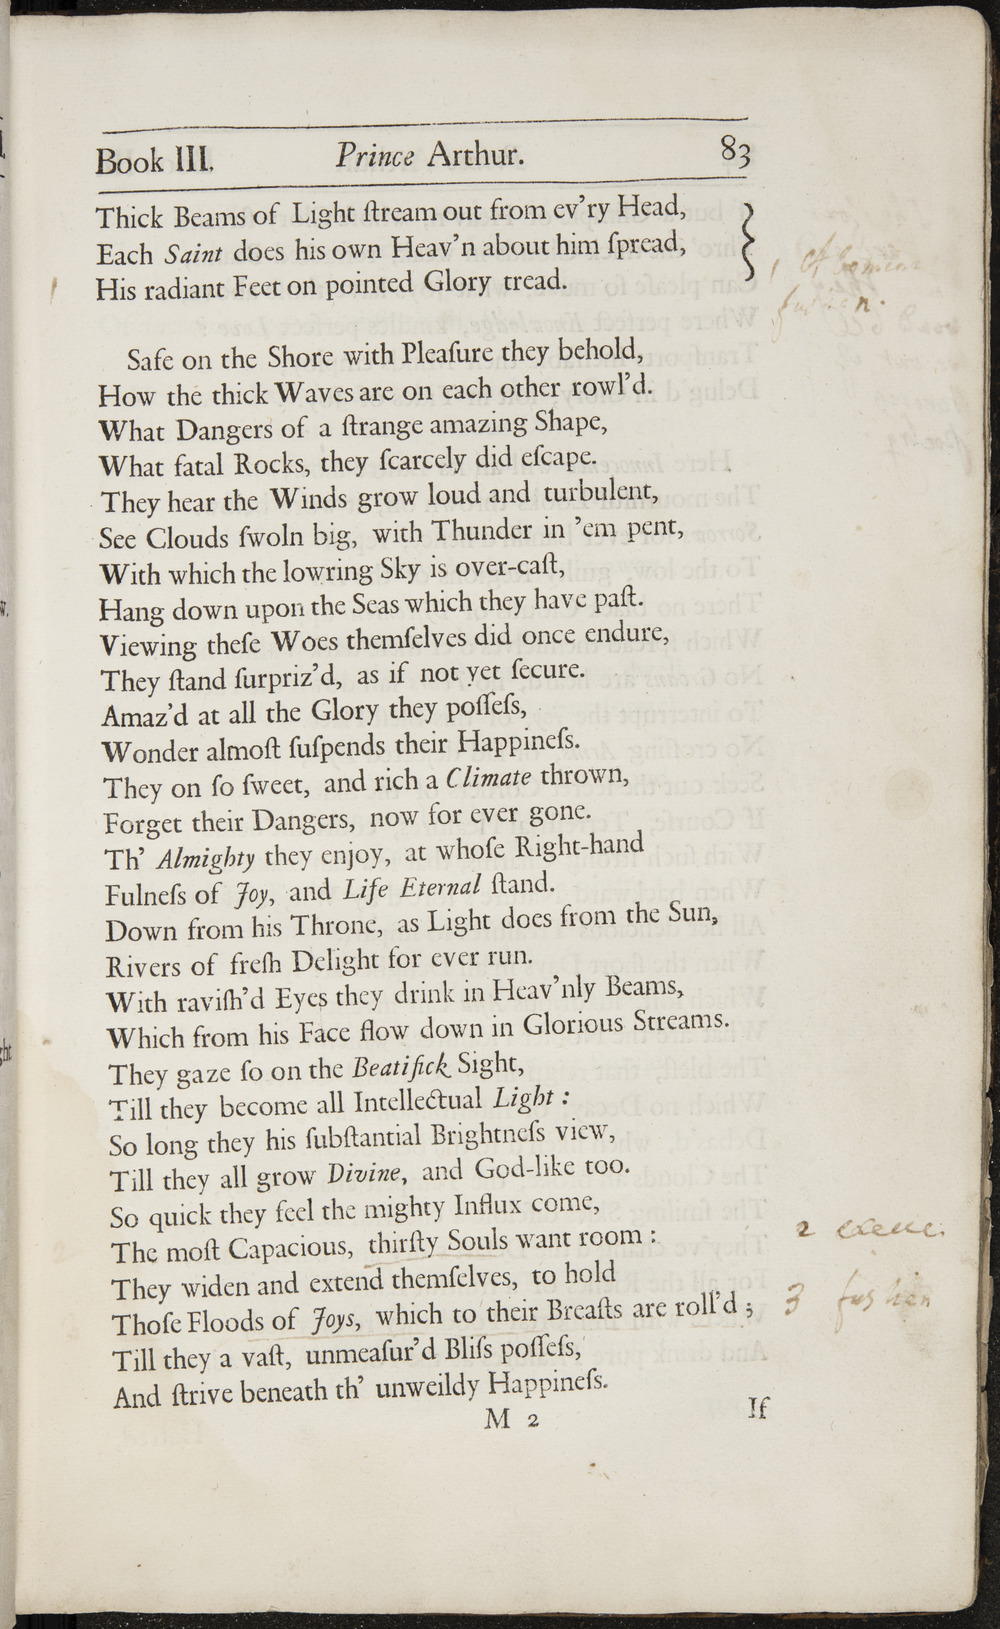 Book III. Prince Arthur. 83
Thick Beams of Light ſtream out from ev'ry Head,
Each Saint does his own Heav'n about him ſpread,
His radiant Feet on pointed Glory tread.
Safe on the Shore with Pleaſure they behold,
How the thick Waves are on each other rowl'd.
What Dangers of a ſtrange amazing Shape,
What fatal Rocks, they ſcarcely did eſcape.
They hear the Winds grow loud and turbulent,
See Clouds ſwoln big, with Thunder in 'em pent,
With which the lowring Sky is over-caſt,
Hang down upon the Seas which they have paſt.
Viewing theſe Woes themſelves did once endure,
They ſtand ſurpriz'd, as if not yet ſecure.
Amaz'd at all the Glory they poſſeſs,
Wonder almoſt ſuſpends their Happineſs.
They on ſo ſweet, and rich a Climate thrown,
Forget their Dangers, now for ever gone.
Th' Almighty they enjoy, at whoſe Right-hand
Fulneſs of Joy, and Life Eternal ſtand.
Down from his Throne, as Light does from the Sun,
Rivers of freſh Delight for ever run.
With raviſh'd Eyes they drink in Heav'nly Beams,
Which from his Face flow down in Glorious Streams.
They gaze ſo on the Beatifick Sight,
Till they become all Intellectual Light:
So long they his ſubſtantial Brightneſs view,
Till they all grow Divine, and God-like too.
So quick they feel the mighty Influx come,
The moſt Capacious, thirſty Souls want room:
2
They widen and extend themſelves, to hold
Thoſe Floods of Joys, which to their Breaſts are roll'd;
3
Till they a vaſt, unmeaſur'd Bliſs poſſeſs,
And ſtrive beneath th' unweildy Happineſs.
M 2 If